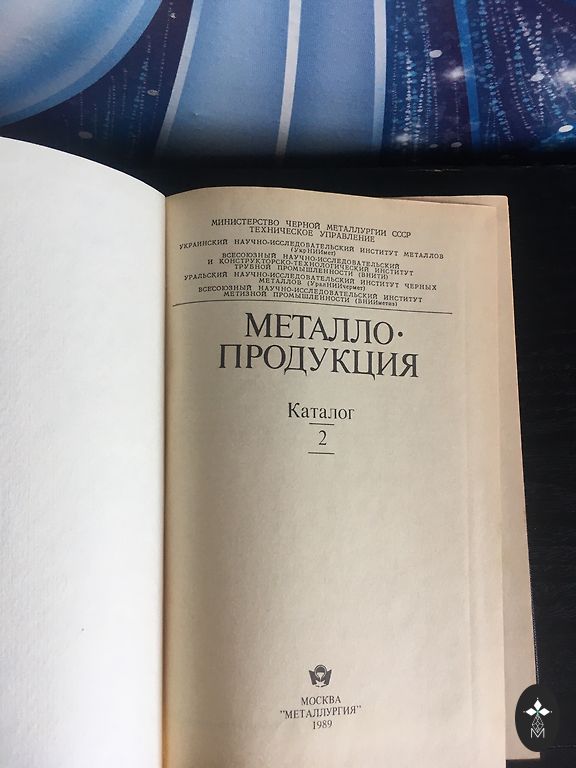 МИНИСТЕРСТВО ЧЕРНОЙ МЕТАЛЛУРГИИ СССР
ТЕХНИЧЕСКОЕ УПРАВЛЕНИЕ
УКРАИНСКИЙ НАУЧНО-ИССЛЕДОВАТЕЛЬСКИЙ ИНСТИТУТ МЕТАЛЛОВ
(УкрНИИмет)
ВСЕСОЮЗНЫЙ НАУЧНО-ИССЛЕДОВАТЕЛЬСКИЙ
И КОНСТРУКТОРСКО-ТЕХНОЛОГИЧЕСКИЙ ИНСТИТУТ
ТРУБНОЙ ПРОМЫШЛЕННОСТИ (ВНИТИ)
УРАЛЬСКИЙ НАУЧНО-ИССЛЕДОВАТЕЛЬСКИЙ ИНСТИТУТ ЧЕРНЫХ
МЕТАЛЛОВ (УралНИИчермет)
ВСЕСОЮЗНЫЙ НАУЧНО-ИССЛЕДОВАТЕЛЬСКИЙ ИНСТИТУТ
МЕТИЗНОЙ ПРОМЫШЛЕННОСТИ (ВНИИметиз)
МЕТАЛЛО·
ПРОДУКЦИЯ
Каталог
2
МОСКВА
"МЕТАЛЛУРГИЯ"
1989
М